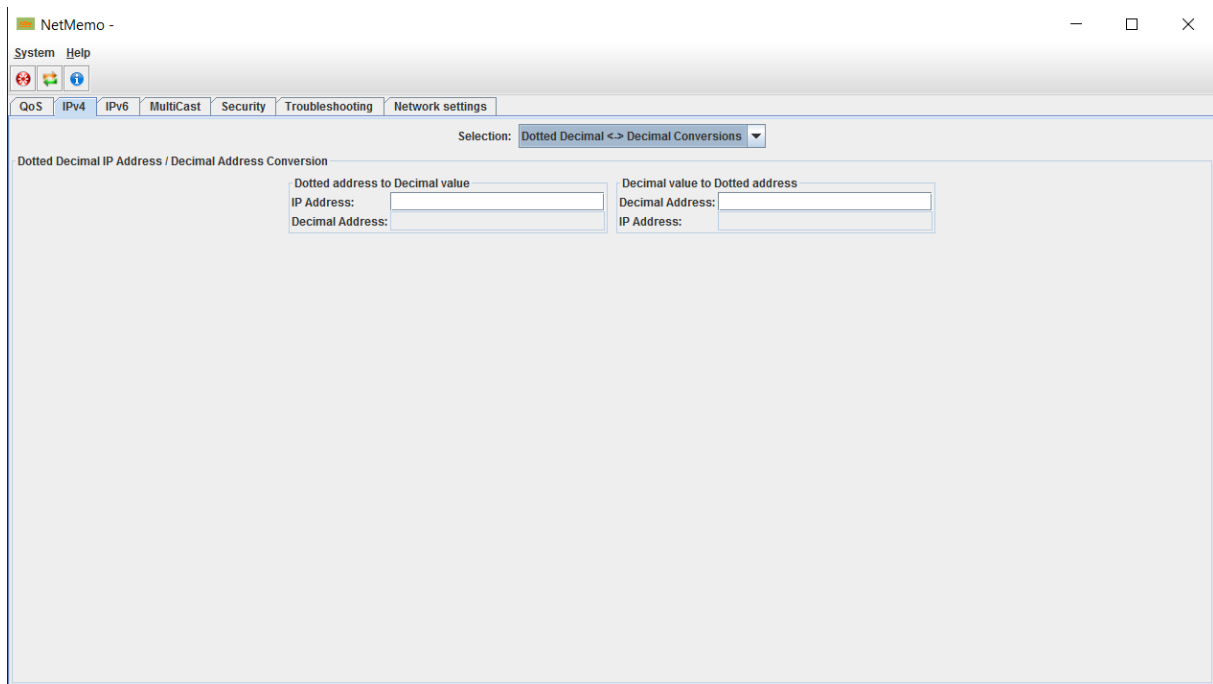 NetMemo -
System Help
QoS IPv4 IPv6 MultiCast Security Troubleshooting Network settings
Selection: Dotted Decimal <-> Decimal Conversions
Dotted Decimal IP Address / Decimal Address Conversion
Dotted address to Decimal value
IP Address:
Decimal Address:
Decimal value to Dotted address
Decimal Address:
IP Address: